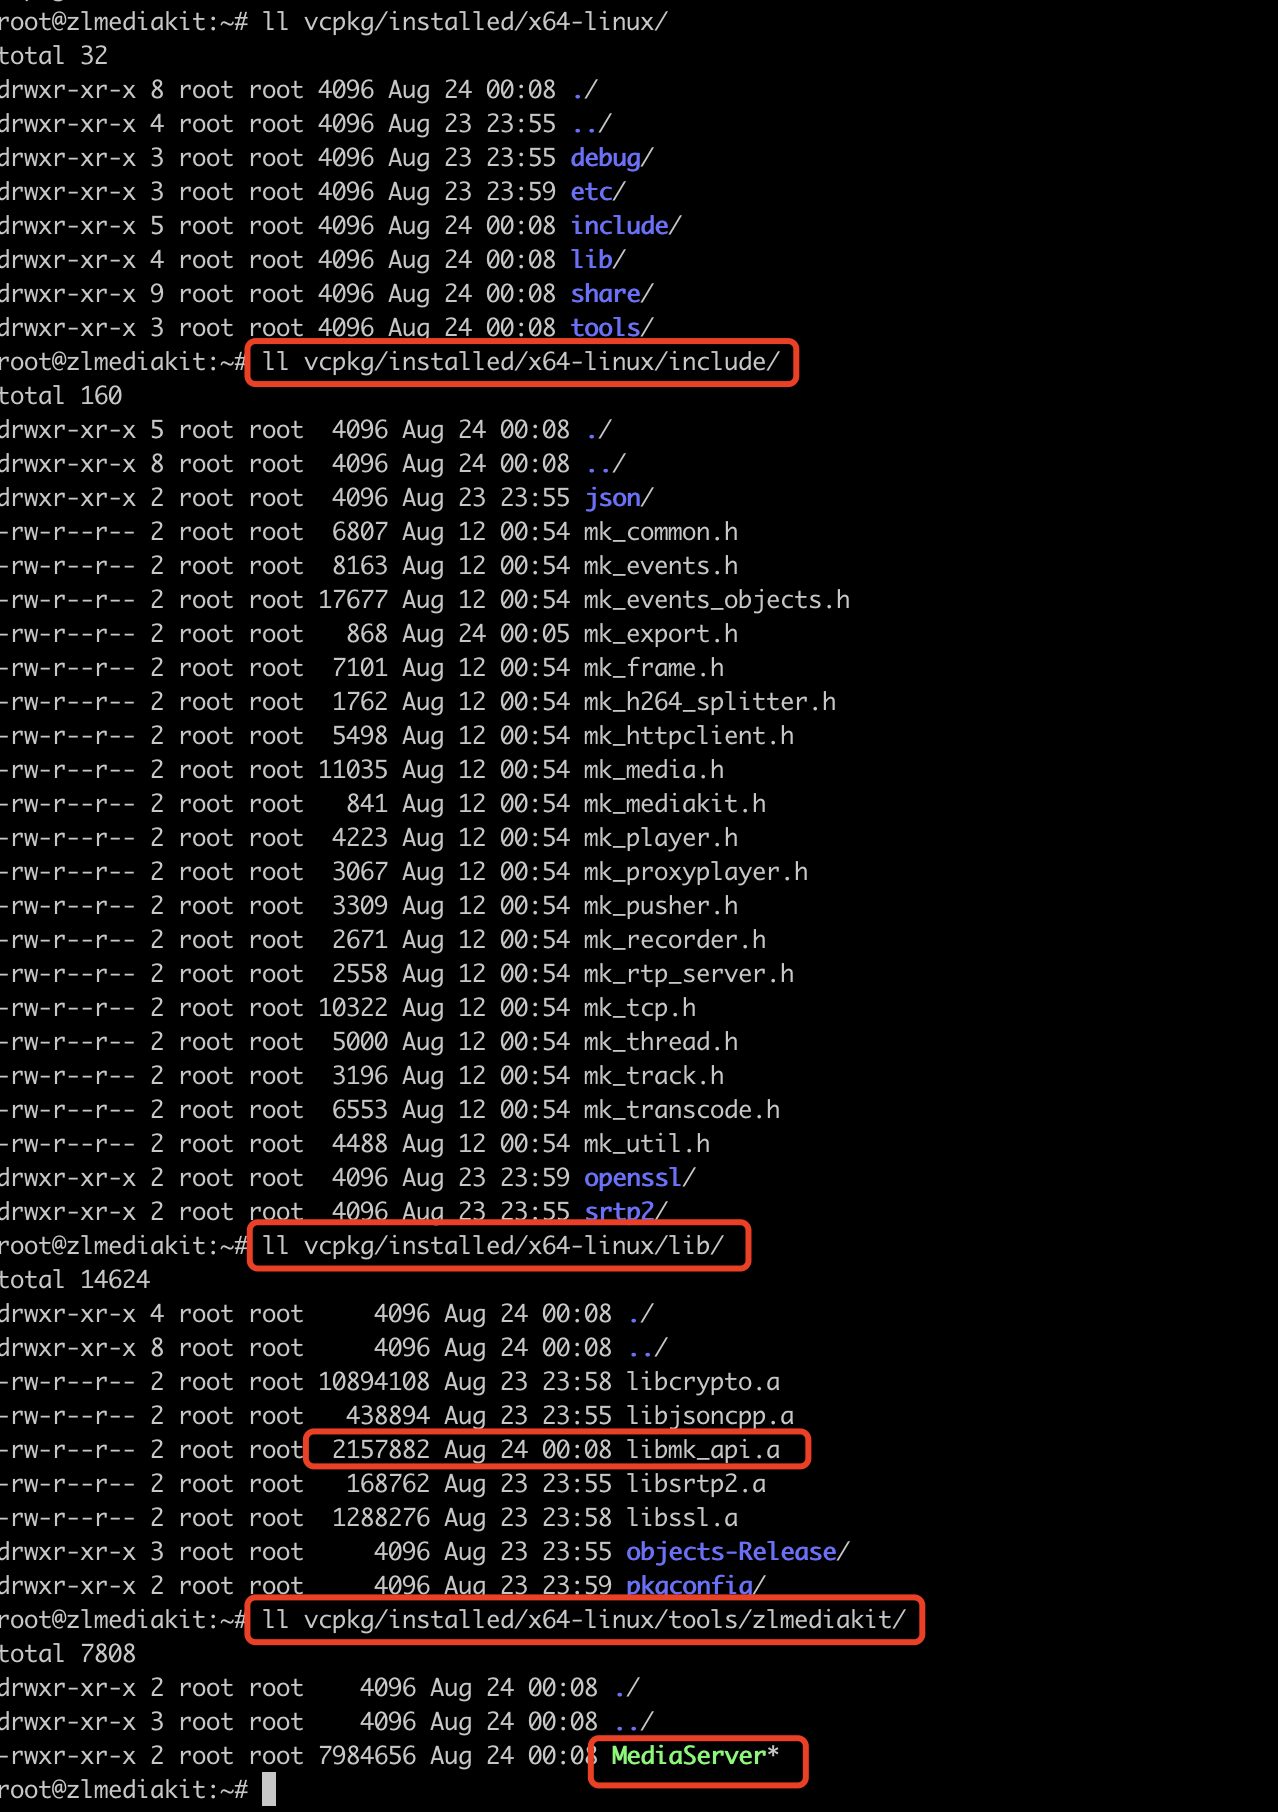 root@zlmediakit:~# ll vcpkg/installed/x64-linux/
total 32
drwxr-xr-x 8 root root 4096 Aug 24 00:08 ./
drwxr-xr-x 4 root root 4096 Aug 23 23:55 ../
drwxr-xr-x 3 root root 4096 Aug 23 23:55 debug/
drwxr-xr-x 3 root root 4096 Aug 23 23:59 etc/
drwxr-xr-x 5 root root 4096 Aug 24 00:08 include/
drwxr-xr-x 4 root root 4096 Aug 24 00:08 lib/
drwxr-xr-x 9 root root 4096 Aug 24 00:08 share/
drwxr-xr-x 3 root root 4096 Aug 24 00:08 tools/
root@zlmediakit:~# ll vcpkg/installed/x64-linux/include/
total 160
drwxr-xr-x 5 root root  4096 Aug 24 00:08 ./
drwxr-xr-x 8 root root  4096 Aug 24 00:08 ../
drwxr-xr-x 2 root root  4096 Aug 23 23:55 json/
-rw-r--r-- 2 root root  6807 Aug 12 00:54 mk_common.h
-rw-r--r-- 2 root root  8163 Aug 12 00:54 mk_events.h
-rw-r--r-- 2 root root 17677 Aug 12 00:54 mk_events_objects.h
-rw-r--r-- 2 root root   868 Aug 24 00:05 mk_export.h
-rw-r--r-- 2 root root  7101 Aug 12 00:54 mk_frame.h
-rw-r--r-- 2 root root  1762 Aug 12 00:54 mk_h264_splitter.h
-rw-r--r-- 2 root root  5498 Aug 12 00:54 mk_httpclient.h
-rw-r--r-- 2 root root 11035 Aug 12 00:54 mk_media.h
-rw-r--r-- 2 root root   841 Aug 12 00:54 mk_mediakit.h
-rw-r--r-- 2 root root  4223 Aug 12 00:54 mk_player.h
-rw-r--r-- 2 root root  3067 Aug 12 00:54 mk_proxyplayer.h
-rw-r--r-- 2 root root  3309 Aug 12 00:54 mk_pusher.h
-rw-r--r-- 2 root root  2671 Aug 12 00:54 mk_recorder.h
-rw-r--r-- 2 root root  2558 Aug 12 00:54 mk_rtp_server.h
-rw-r--r-- 2 root root 10322 Aug 12 00:54 mk_tcp.h
-rw-r--r-- 2 root root  5000 Aug 12 00:54 mk_thread.h
-rw-r--r-- 2 root root  3196 Aug 12 00:54 mk_track.h
-rw-r--r-- 2 root root  6553 Aug 12 00:54 mk_transcode.h
-rw-r--r-- 2 root root  4488 Aug 12 00:54 mk_util.h
drwxr-xr-x 2 root root  4096 Aug 23 23:59 openssl/
drwxr-xr-x 2 root root  4096 Aug 23 23:55 srtp2/
root@zlmediakit:~# ll vcpkg/installed/x64-linux/lib/
total 14624
drwxr-xr-x 4 root root     4096 Aug 24 00:08 ./
drwxr-xr-x 8 root root     4096 Aug 24 00:08 ../
-rw-r--r-- 2 root root 10894108 Aug 23 23:58 libcrypto.a
-rw-r--r-- 2 root root   438894 Aug 23 23:55 libjsoncpp.a
-rw-r--r-- 2 root root  2157882 Aug 24 00:08 libmk_api.a
-rw-r--r-- 2 root root   168762 Aug 23 23:55 libsrtp2.a
-rw-r--r-- 2 root root  1288276 Aug 23 23:58 libssl.a
drwxr-xr-x 3 root root     4096 Aug 23 23:55 objects-Release/
drwxr-xr-x 2 root root     4096 Aug 23 23:59 pkgconfig/
root@zlmediakit:~# ll vcpkg/installed/x64-linux/tools/zlmediakit/
total 7808
drwxr-xr-x 2 root root    4096 Aug 24 00:08 ./
drwxr-xr-x 3 root root    4096 Aug 24 00:08 ../
-rwxr-xr-x 2 root root 7984656 Aug 24 00:08 MediaServer*
root@zlmediakit:~#